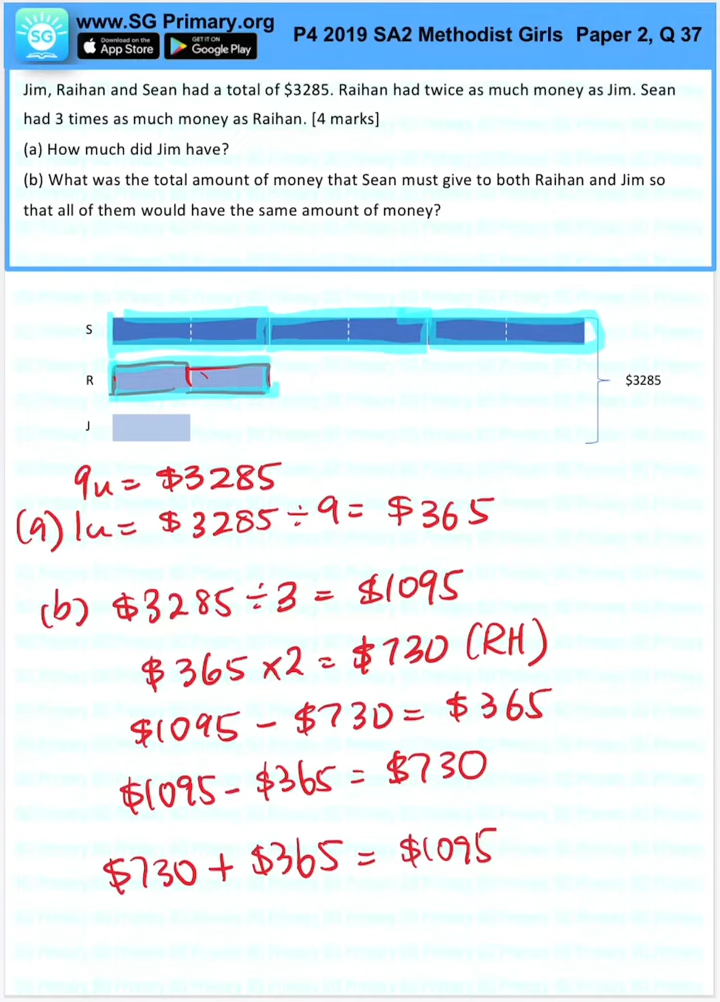 www.SG Primary.org
SG
Download on the
App Store
GET IT ON
Google Play
P4 2019 SA2 Methodist Girls Paper 2, Q 37
Jim, Raihan and Sean had a total of $3285. Raihan had twice as much money as Jim. Sean
had 3 times as much money as Raihan. [4 marks]
(a) How much did Jim have?
(b) What was the total amount of money that Sean must give to both Raihan and Jim so
that all of them would have the same amount of money?
S
R
$3285
J
9u = $3285
(a) 1u = $3285 ÷ 9 = $365
(b) $3285 ÷ 3 = $1095
$365 x2 = $730 (RH)
$1095 - $730 = $365
$1095 - $365 = $730
$730 + $365 = $1095